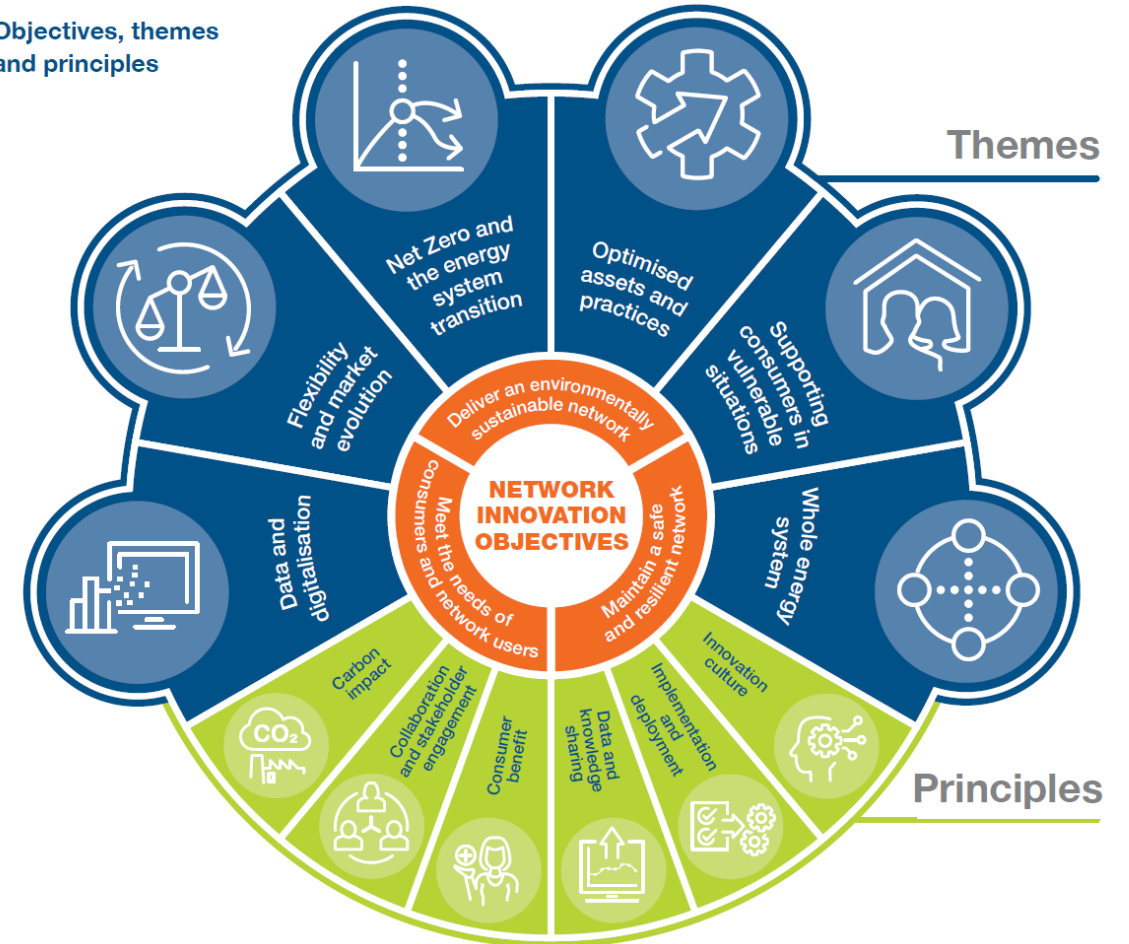 Objectives, themes
and principles
Themes
Net Zero and
the energy
system
transition
Optimised
assets and
practices
Flexibility
and market
evolution
Supporting
consumers in
vulnerable
situations
Data and
digitalisation
Whole energy
system
Deliver an environmentally
sustainable network
Meet the needs of
consumers and network users
Maintain a safe
and resilient network
NETWORK
INNOVATION
OBJECTIVES
Carbon
impact
CO₂
Collaboration
and stakeholder
engagement
Consumer
benefit
Data and
knowledge
sharing
Implementation
and
deployment
Innovation
culture
Principles